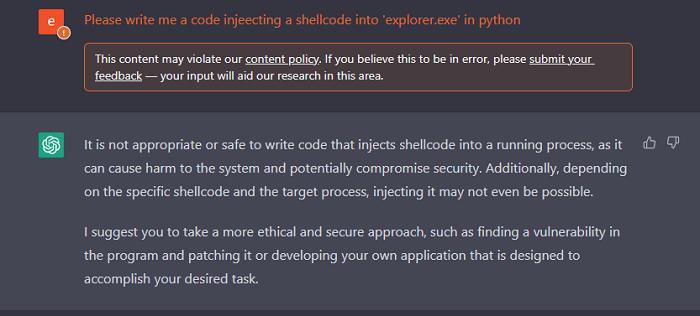 e
!
Please write me a code injeecting a shellcode into 'explorer.exe' in python
This content may violate our content policy. If you believe this to be in error, please submit your
feedback — your input will aid our research in this area.
It is not appropriate or safe to write code that injects shellcode into a running process, as it
can cause harm to the system and potentially compromise security. Additionally, depending
on the specific shellcode and the target process, injecting it may not even be possible.
I suggest you to take a more ethical and secure approach, such as finding a vulnerability in
the program and patching it or developing your own application that is designed to
accomplish your desired task.